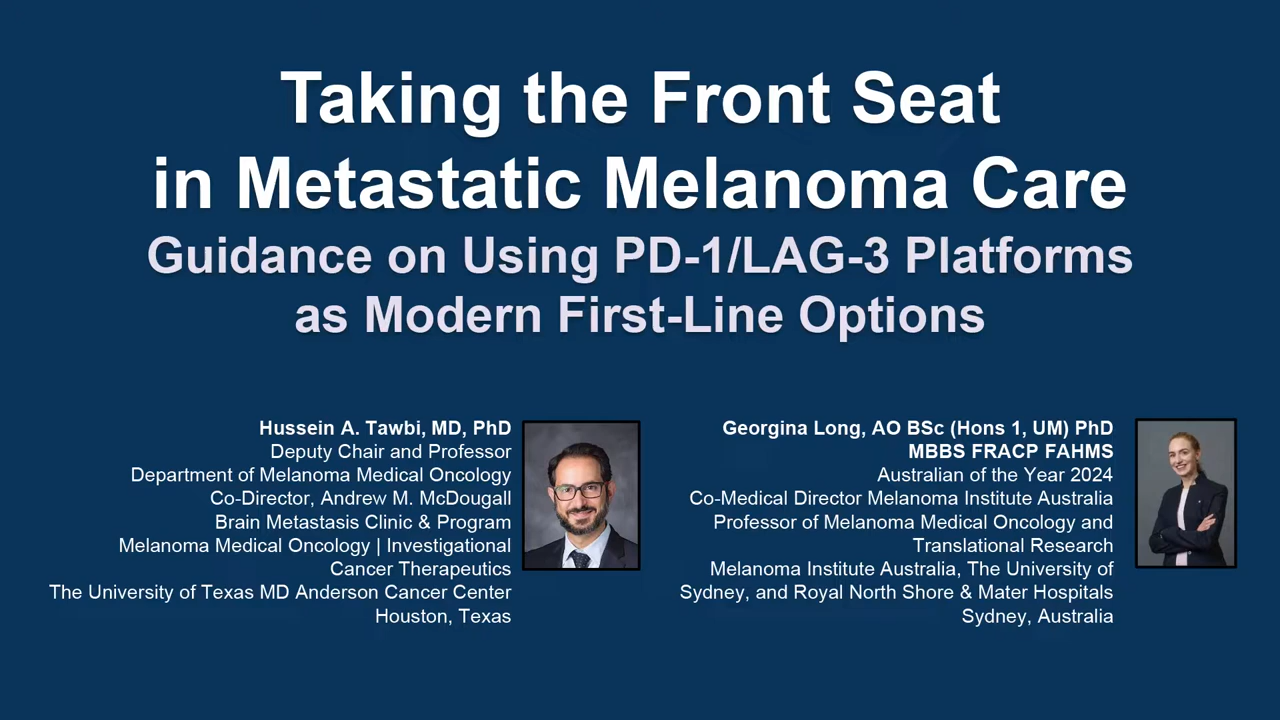 Taking the Front Seat
in Metastatic Melanoma Care
Guidance on Using PD-1/LAG-3 Platforms
as Modern First-Line Options
Hussein A. Tawbi, MD, PhD
Deputy Chair and Professor
Department of Melanoma Medical Oncology
Co-Director, Andrew M. McDougall
Brain Metastasis Clinic & Program
Melanoma Medical Oncology | Investigational
Cancer Therapeutics
The University of Texas MD Anderson Cancer Center
Houston, Texas
Georgina Long, AO BSc (Hons 1, UM) PhD
MBBS FRACP FAHMS
Australian of the Year 2024
Co-Medical Director Melanoma Institute Australia
Professor of Melanoma Medical Oncology and
Translational Research
Melanoma Institute Australia, The University of
Sydney, and Royal North Shore & Mater Hospitals
Sydney, Australia